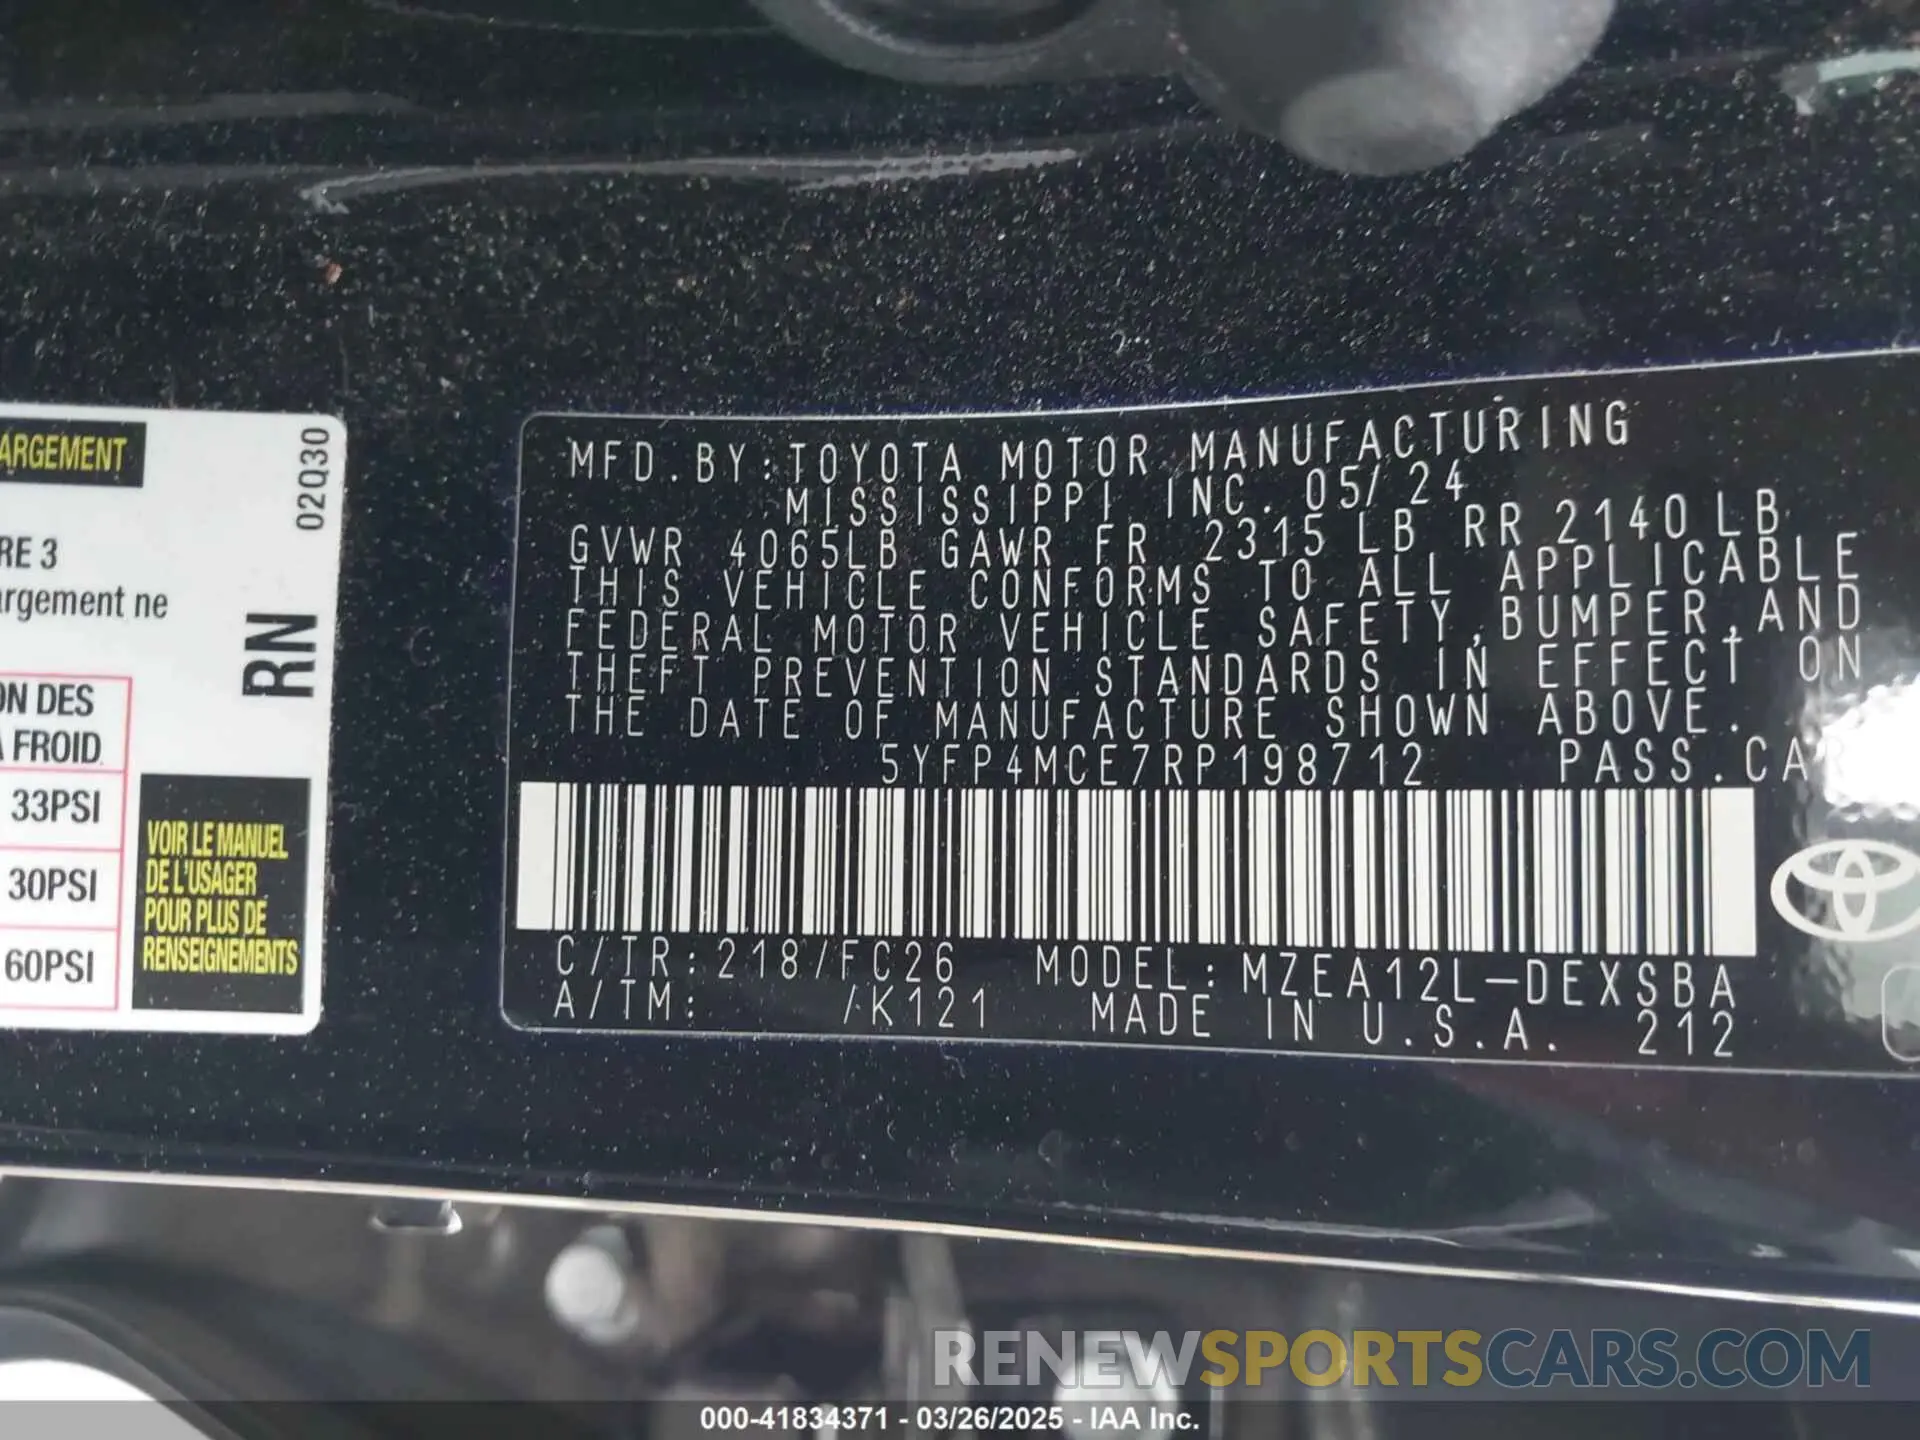 ARGEMENT
02Q30
RE 3
argement ne
RN
ON DES
À FROID
33PSI
30PSI
60PSI
VOIR LE MANUEL
DE L'USAGER
POUR PLUS DE
RENSEIGNEMENTS
MFD.BY:TOYOTA MOTOR MANUFACTURING
MISSISSIPPI, INC. 05/24
GVWR 4065LB GAWR FR 2315 LB RR 2140 LB
THIS VEHICLE CONFORMS TO ALL APPLICABLE
FEDERAL MOTOR VEHICLE SAFETY,BUMPER,AND
THEFT PREVENTION STANDARDS IN EFFECT ON
THE DATE OF MANUFACTURE SHOWN ABOVE.
5YFP4MCE7RP198712 PASS.CAR
C/TR:218/FC26 MODEL:MZEA12L-DEXSBA
A/TM: /K121 MADE IN U.S.A. 212
RENEWSPORTSCARS.COM
000-41834371 - 03/26/2025 - IAA Inc.